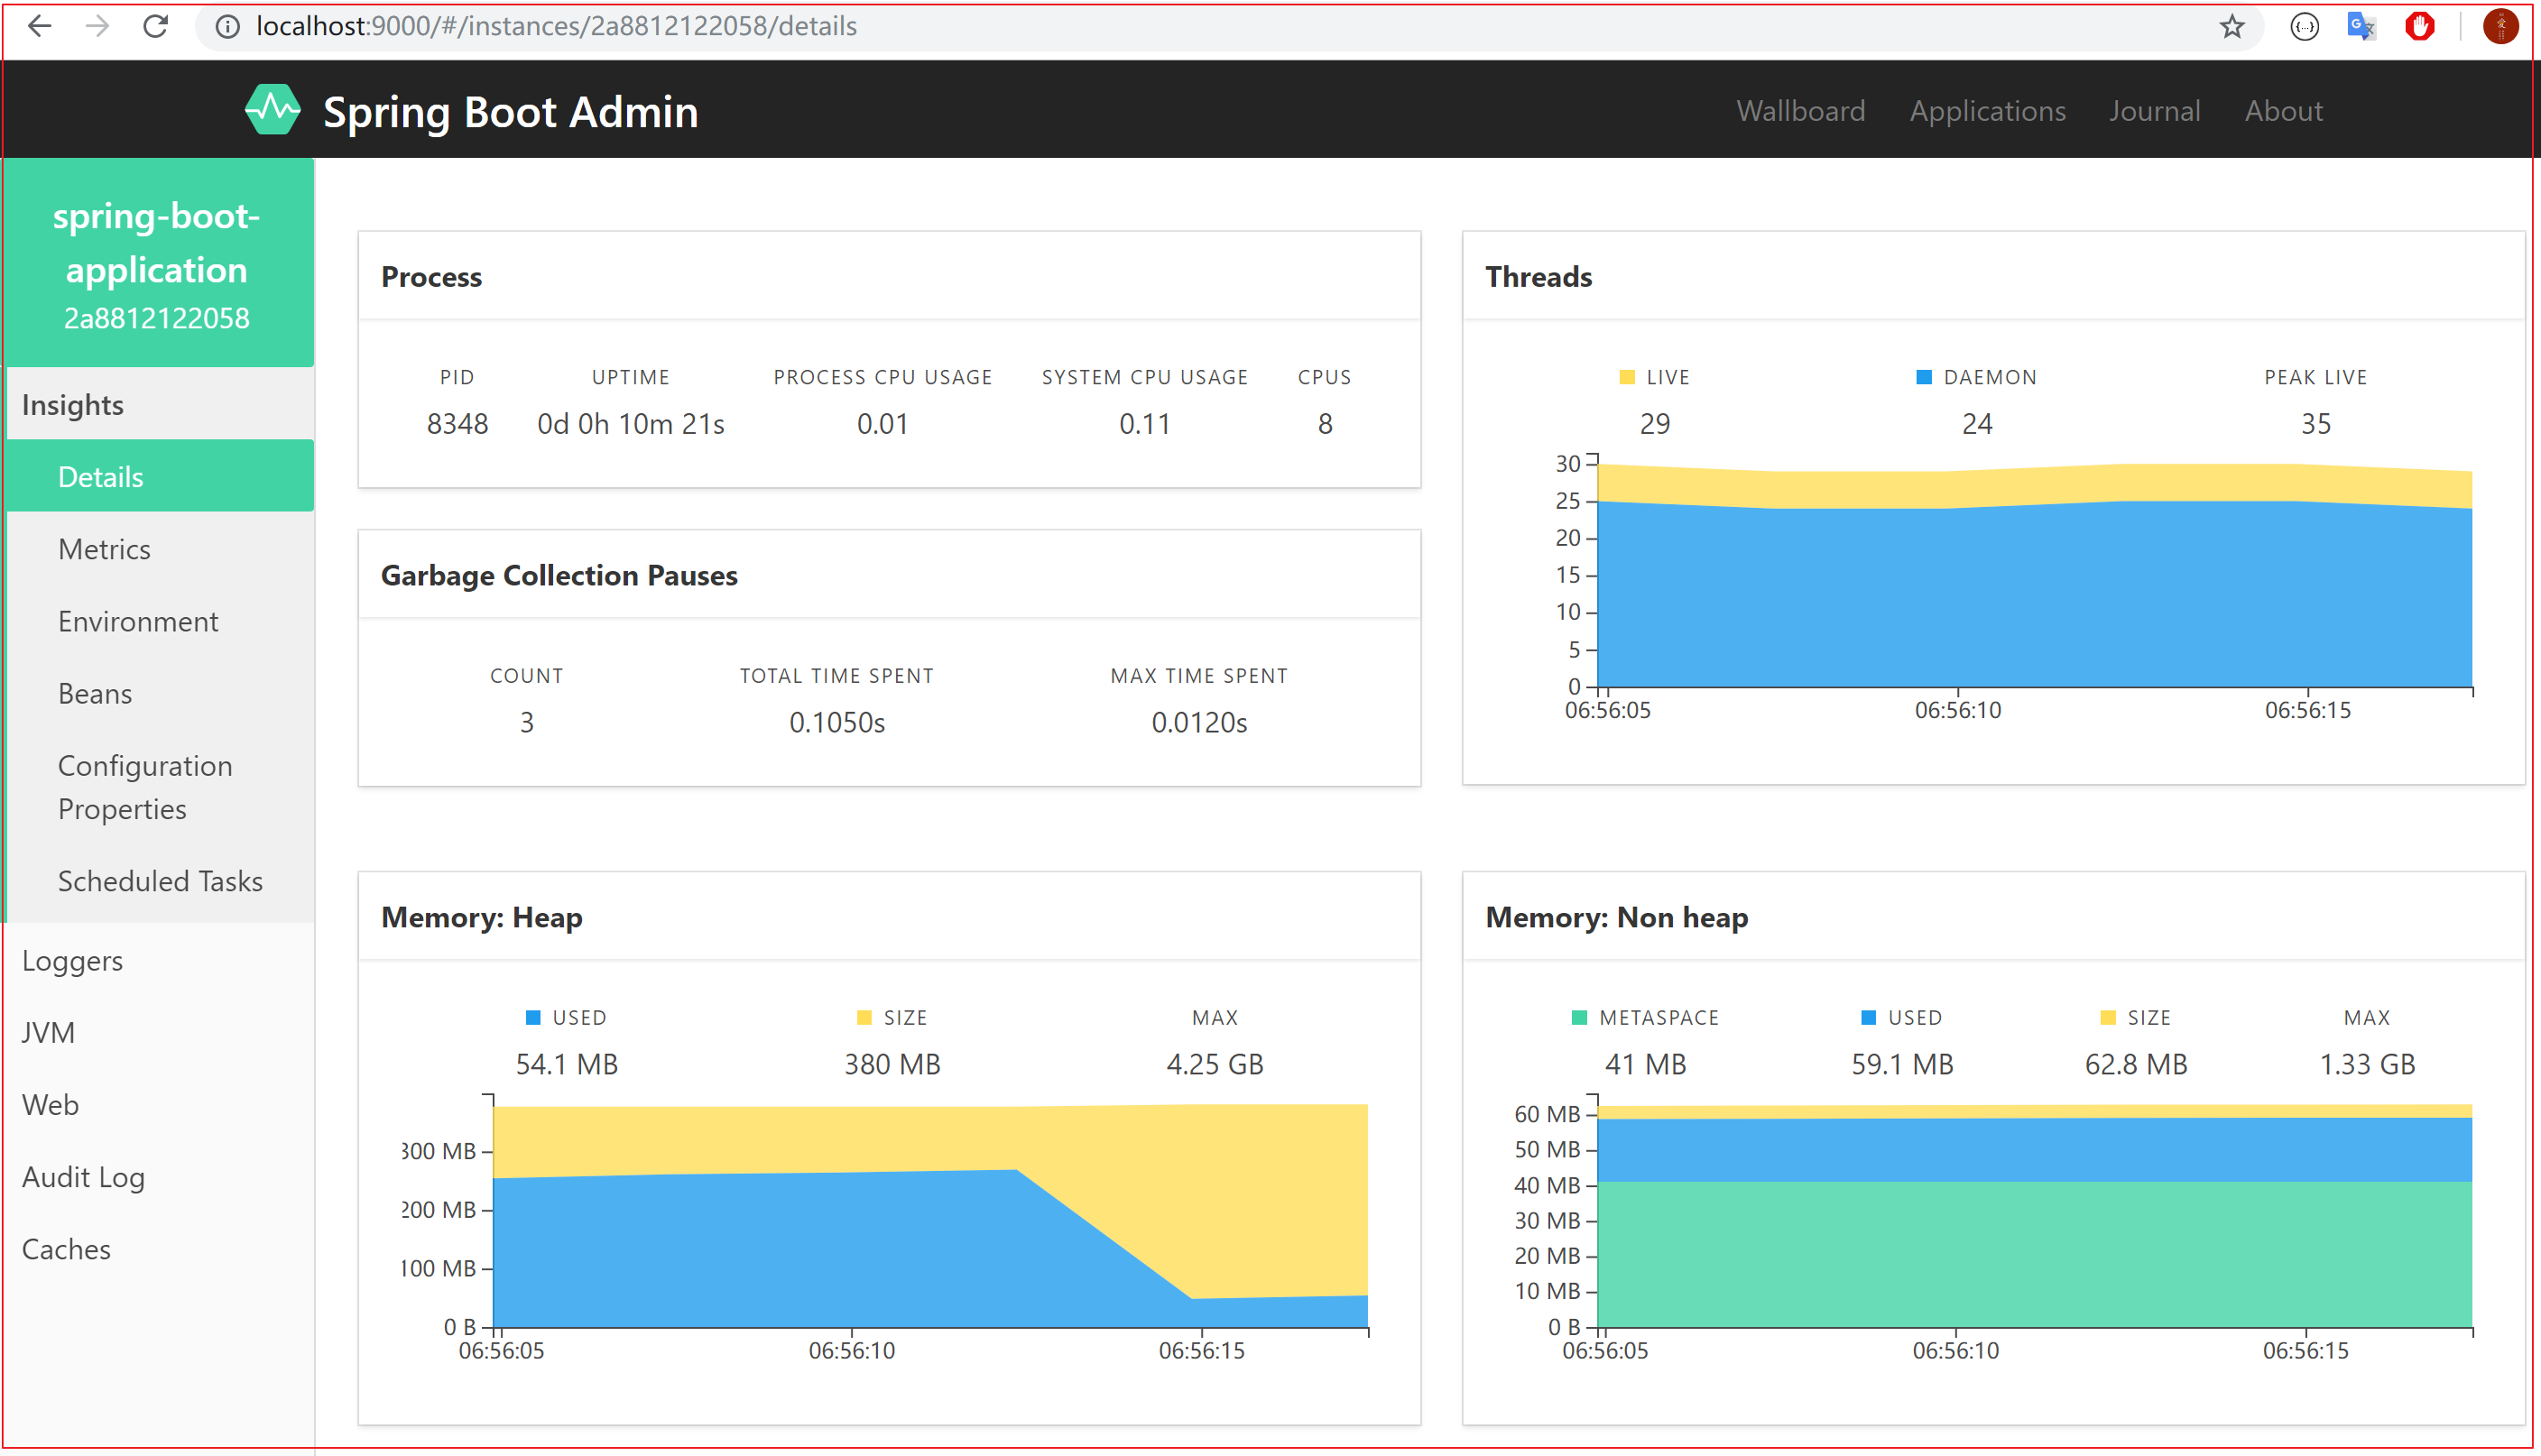 localhost:9000/#/instances/2a8812122058/details
Spring Boot Admin
Wallboard Applications Journal About
spring-boot-
application
2a8812122058
Insights
Details
Metrics
Environment
Beans
Configuration
Properties
Scheduled Tasks
Loggers
JVM
Web
Audit Log
Caches
Process
PID UPTIME PROCESS CPU USAGE SYSTEM CPU USAGE CPUS
8348 0d 0h 10m 21s 0.01 0.11 8
Garbage Collection Pauses
COUNT TOTAL TIME SPENT MAX TIME SPENT
3 0.1050s 0.0120s
Threads
LIVE DAEMON PEAK LIVE
29 24 35
30
25
20
15
10
5
0
06:56:05 06:56:10 06:56:15
Memory: Heap
USED SIZE MAX
54.1 MB 380 MB 4.25 GB
300 MB
200 MB
100 MB
0 B
06:56:05 06:56:10 06:56:15
Memory: Non heap
METASPACE USED SIZE MAX
41 MB 59.1 MB 62.8 MB 1.33 GB
60 MB
50 MB
40 MB
30 MB
20 MB
10 MB
0 B
06:56:05 06:56:10 06:56:15